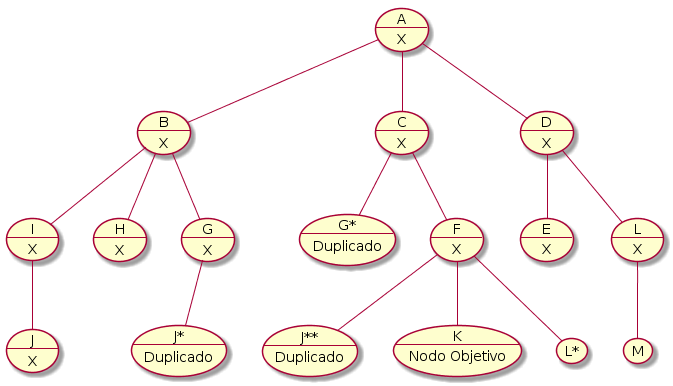 A
X
B
X
C
X
D
X
I
X
H
X
G
X
G*
Duplicado
F
X
E
X
L
X
J
X
J*
Duplicado
J**
Duplicado
K
Nodo Objetivo
L*
M